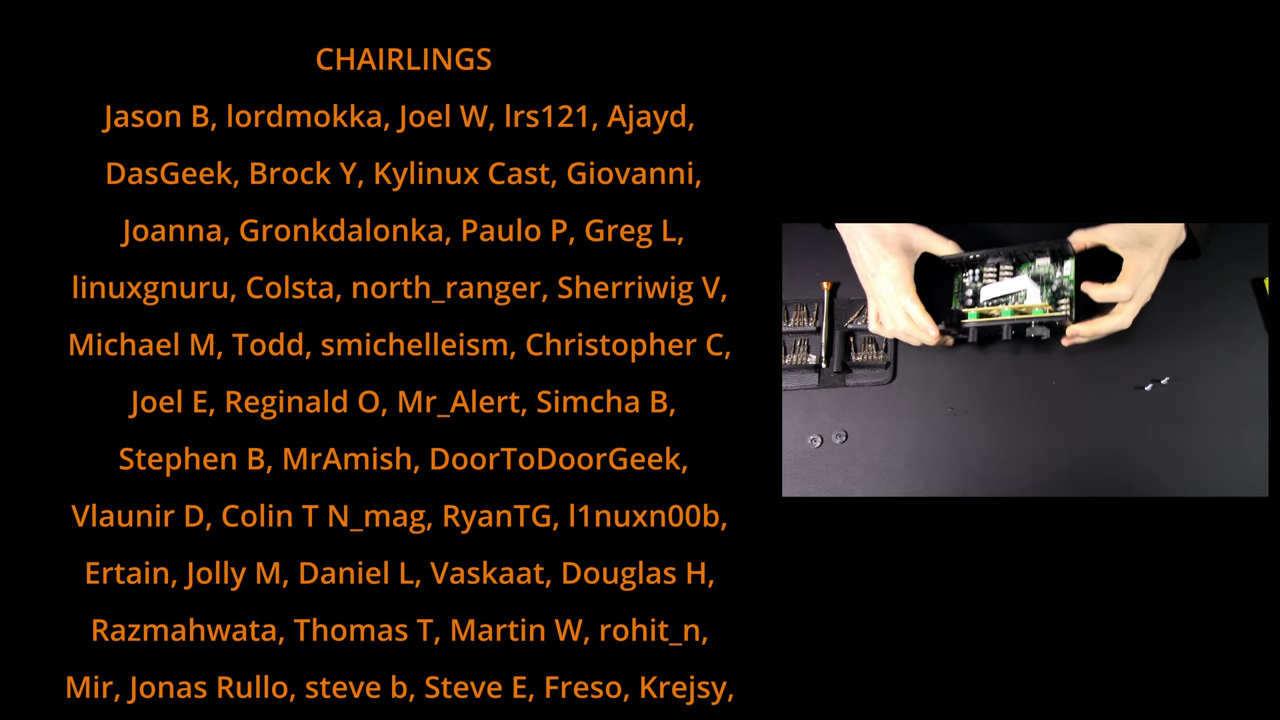 CHAIRLINGS
Jason B, lordmokka, Joel W, lrs121, Ajayd,
DasGeek, Brock Y, Kylinux Cast, Giovanni,
Joanna, Gronkdalonka, Paulo P, Greg L,
linuxgnuru, Colsta, north_ranger, Sherriwig V,
Michael M, Todd, smichelleism, Christopher C,
Joel E, Reginald O, Mr_Alert, Simcha B,
Stephen B, MrAmish, DoorToDoorGeek,
Vlaunir D, Colin T N_mag, RyanTG, l1nuxn00b,
Ertain, Jolly M, Daniel L, Vaskaat, Douglas H,
Razmahwata, Thomas T, Martin W, rohit_n,
Mir, Jonas Rullo, steve b, Steve E, Freso, Krejsy,